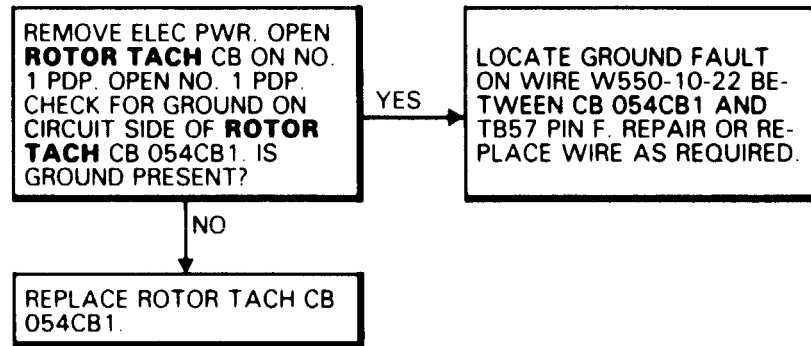 REMOVE ELEC PWR. OPEN
ROTOR TACH CB ON NO.
1 PDP. OPEN NO. 1 PDP.
CHECK FOR GROUND ON
CIRCUIT SIDE OF ROTOR
TACH CB 054CB1. IS
GROUND PRESENT?
YES
LOCATE GROUND FAULT
ON WIRE W550-10-22 BE-
TWEEN CB 054CB1 AND
TB57 PIN F. REPAIR OR RE-
PLACE WIRE AS REQUIRED.
NO
REPLACE ROTOR TACH CB
054CB1.